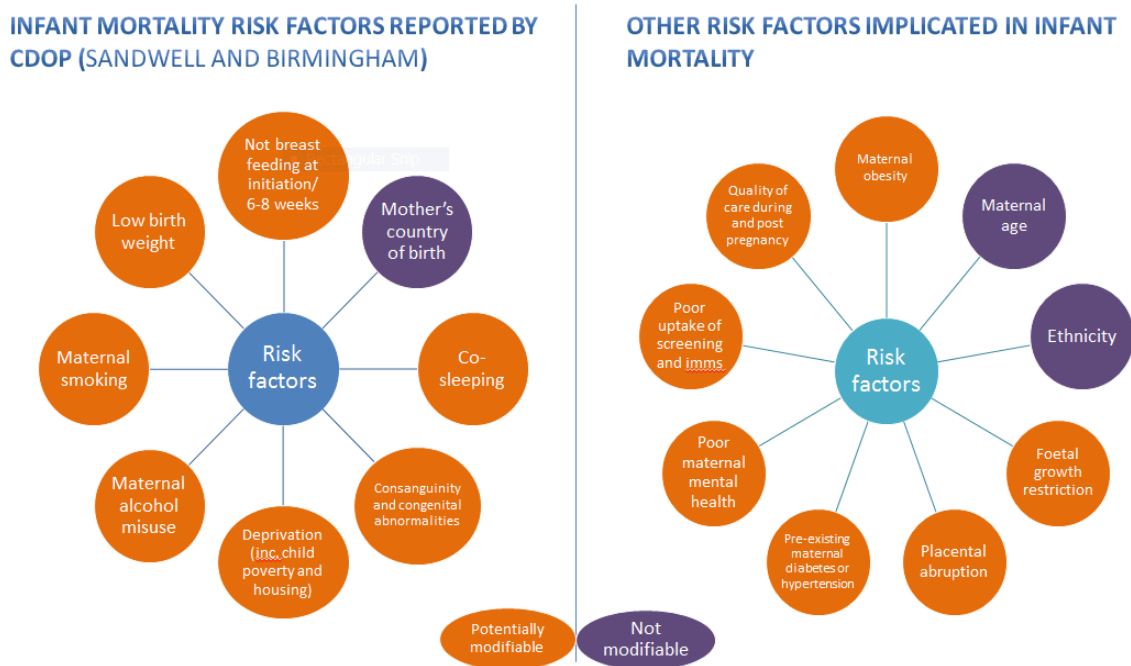 INFANT MORTALITY RISK FACTORS REPORTED BY
CDOP (SANDWELL AND BIRMINGHAM)
Not breast
feeding at
initiation/
6-8 weeks
Mother's
country
of birth
Co-
sleeping
Consanguinity
and congenital
abnormalities
Deprivation
(inc. child
poverty and
housing)
Maternal
alcohol
misuse
Maternal
smoking
Low birth
weight
Risk
factors
OTHER RISK FACTORS IMPLICATED IN INFANT
MORTALITY
Maternal
obesity
Maternal
age
Ethnicity
Foetal
growth
restriction
Placental
abruption
Pre-existing
maternal
diabetes or
hypertension
Poor
maternal
mental
health
Poor
uptake of
screening
and imms
Quality of
care during
and post
pregnancy
Risk
factors
Potentially
modifiable
Not
modifiable